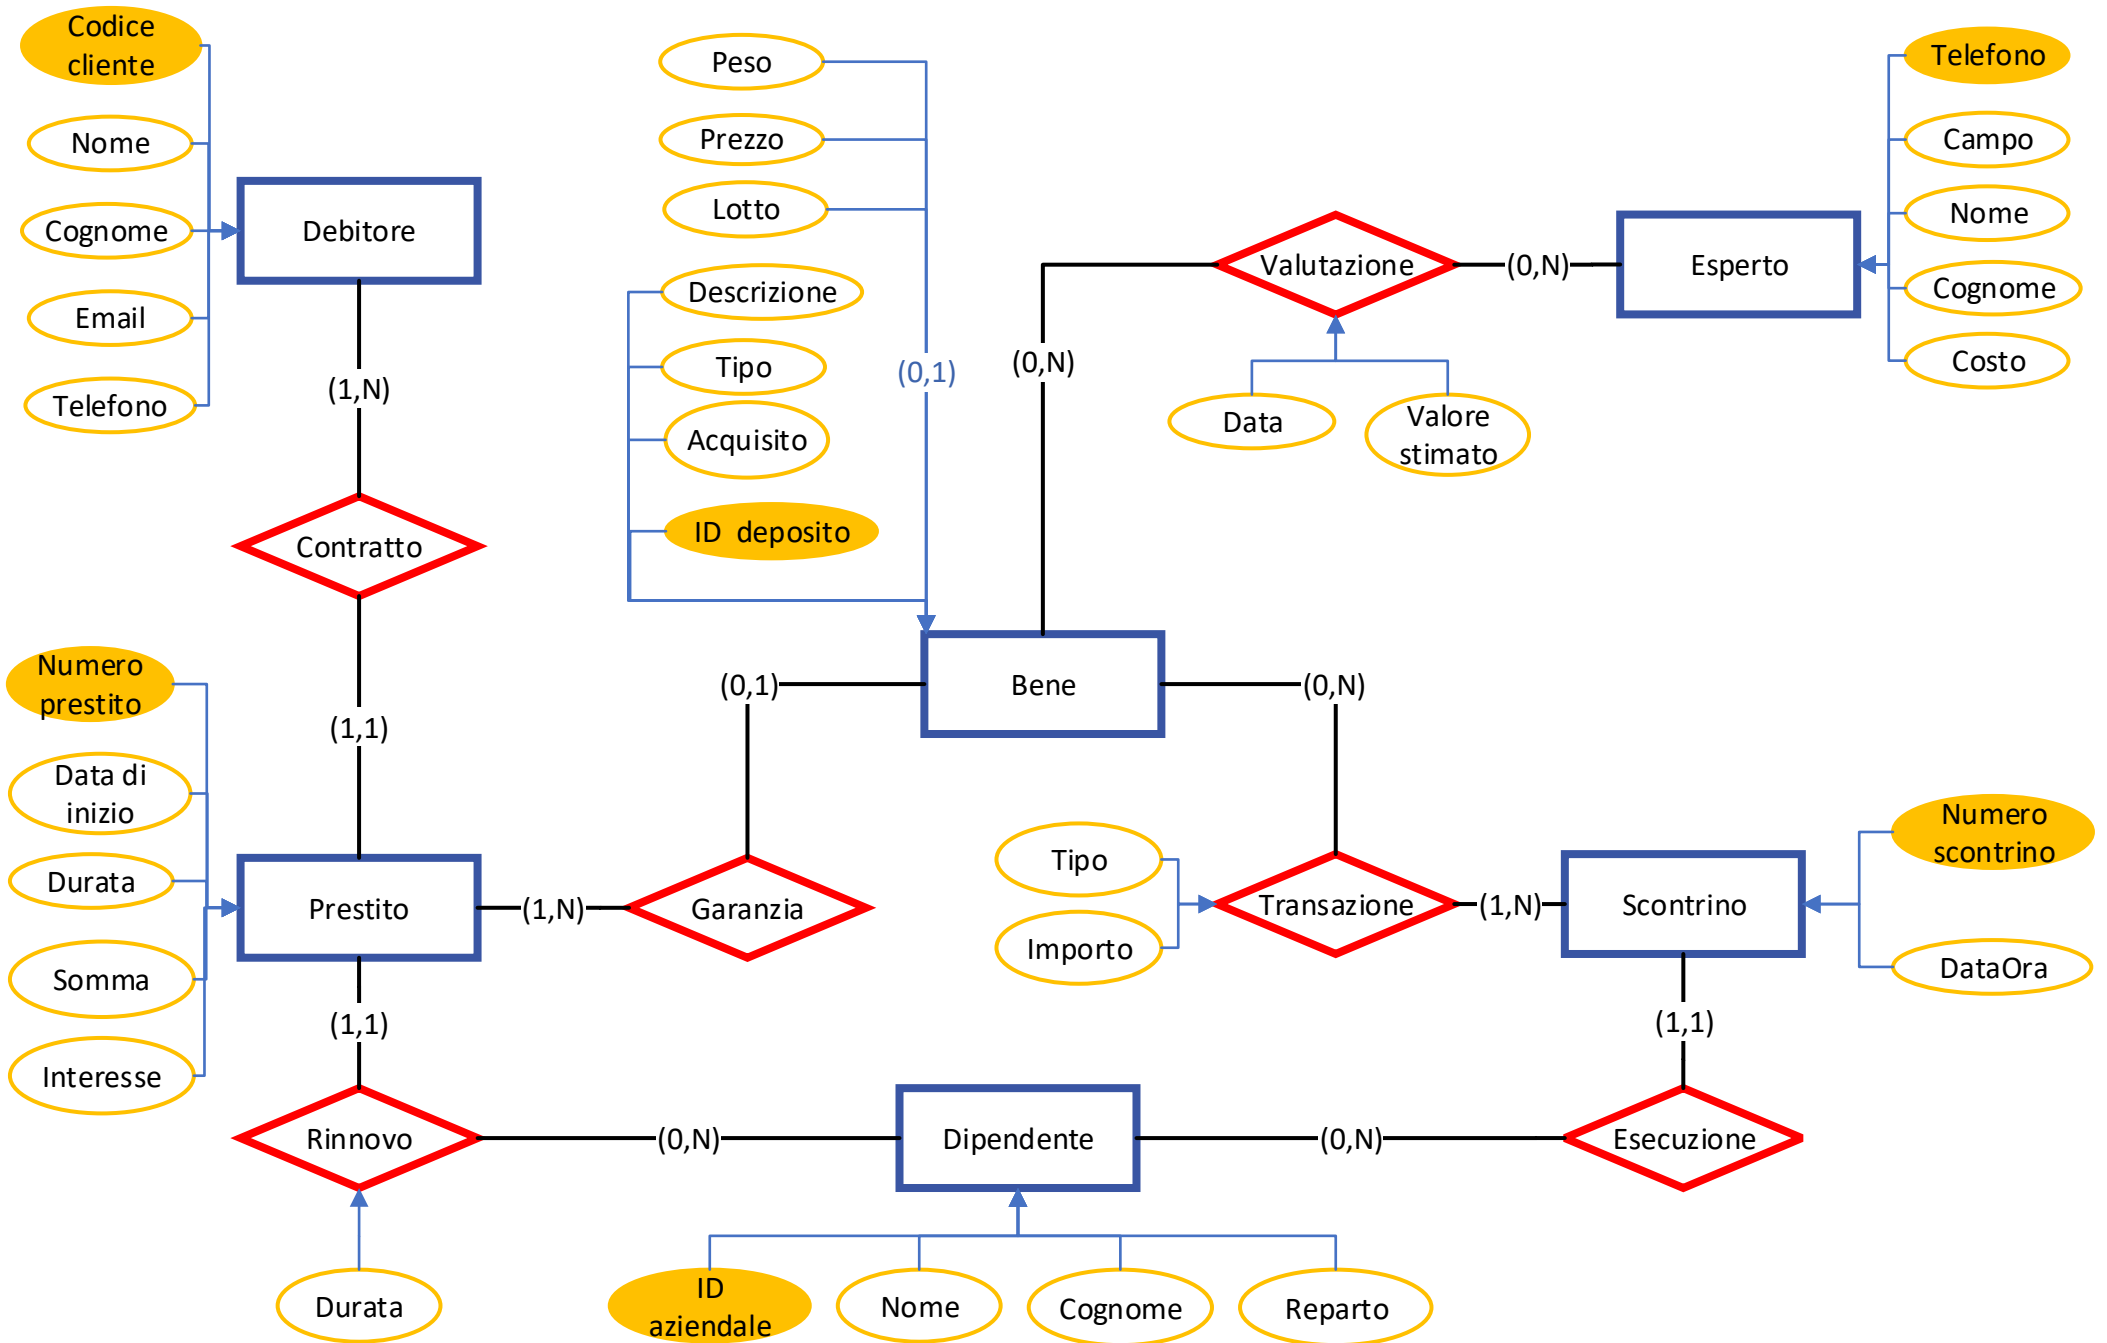 Codice
cliente
Nome
Cognome
Email
Telefono
Debitore
(1,N)
Contratto
(1,1)
Peso
Prezzo
Lotto
Descrizione
Tipo
Acquisito
ID deposito
(0,1)
(0,N)
Valutazione
(0,N)
Esperto
Data
Valore
stimato
Telefono
Campo
Nome
Cognome
Costo
Numero
prestito
Data di
inizio
Durata
Somma
Interesse
Prestito
(1,N)
Garanzia
(0,1)
Bene
(0,N)
Tipo
Importo
Transazione
(1,N)
Scontrino
Numero
scontrino
DataOra
(1,1)
(1,1)
Rinnovo
(0,N)
Dipendente
(0,N)
Esecuzione
Durata
ID
aziendale
Nome
Cognome
Reparto